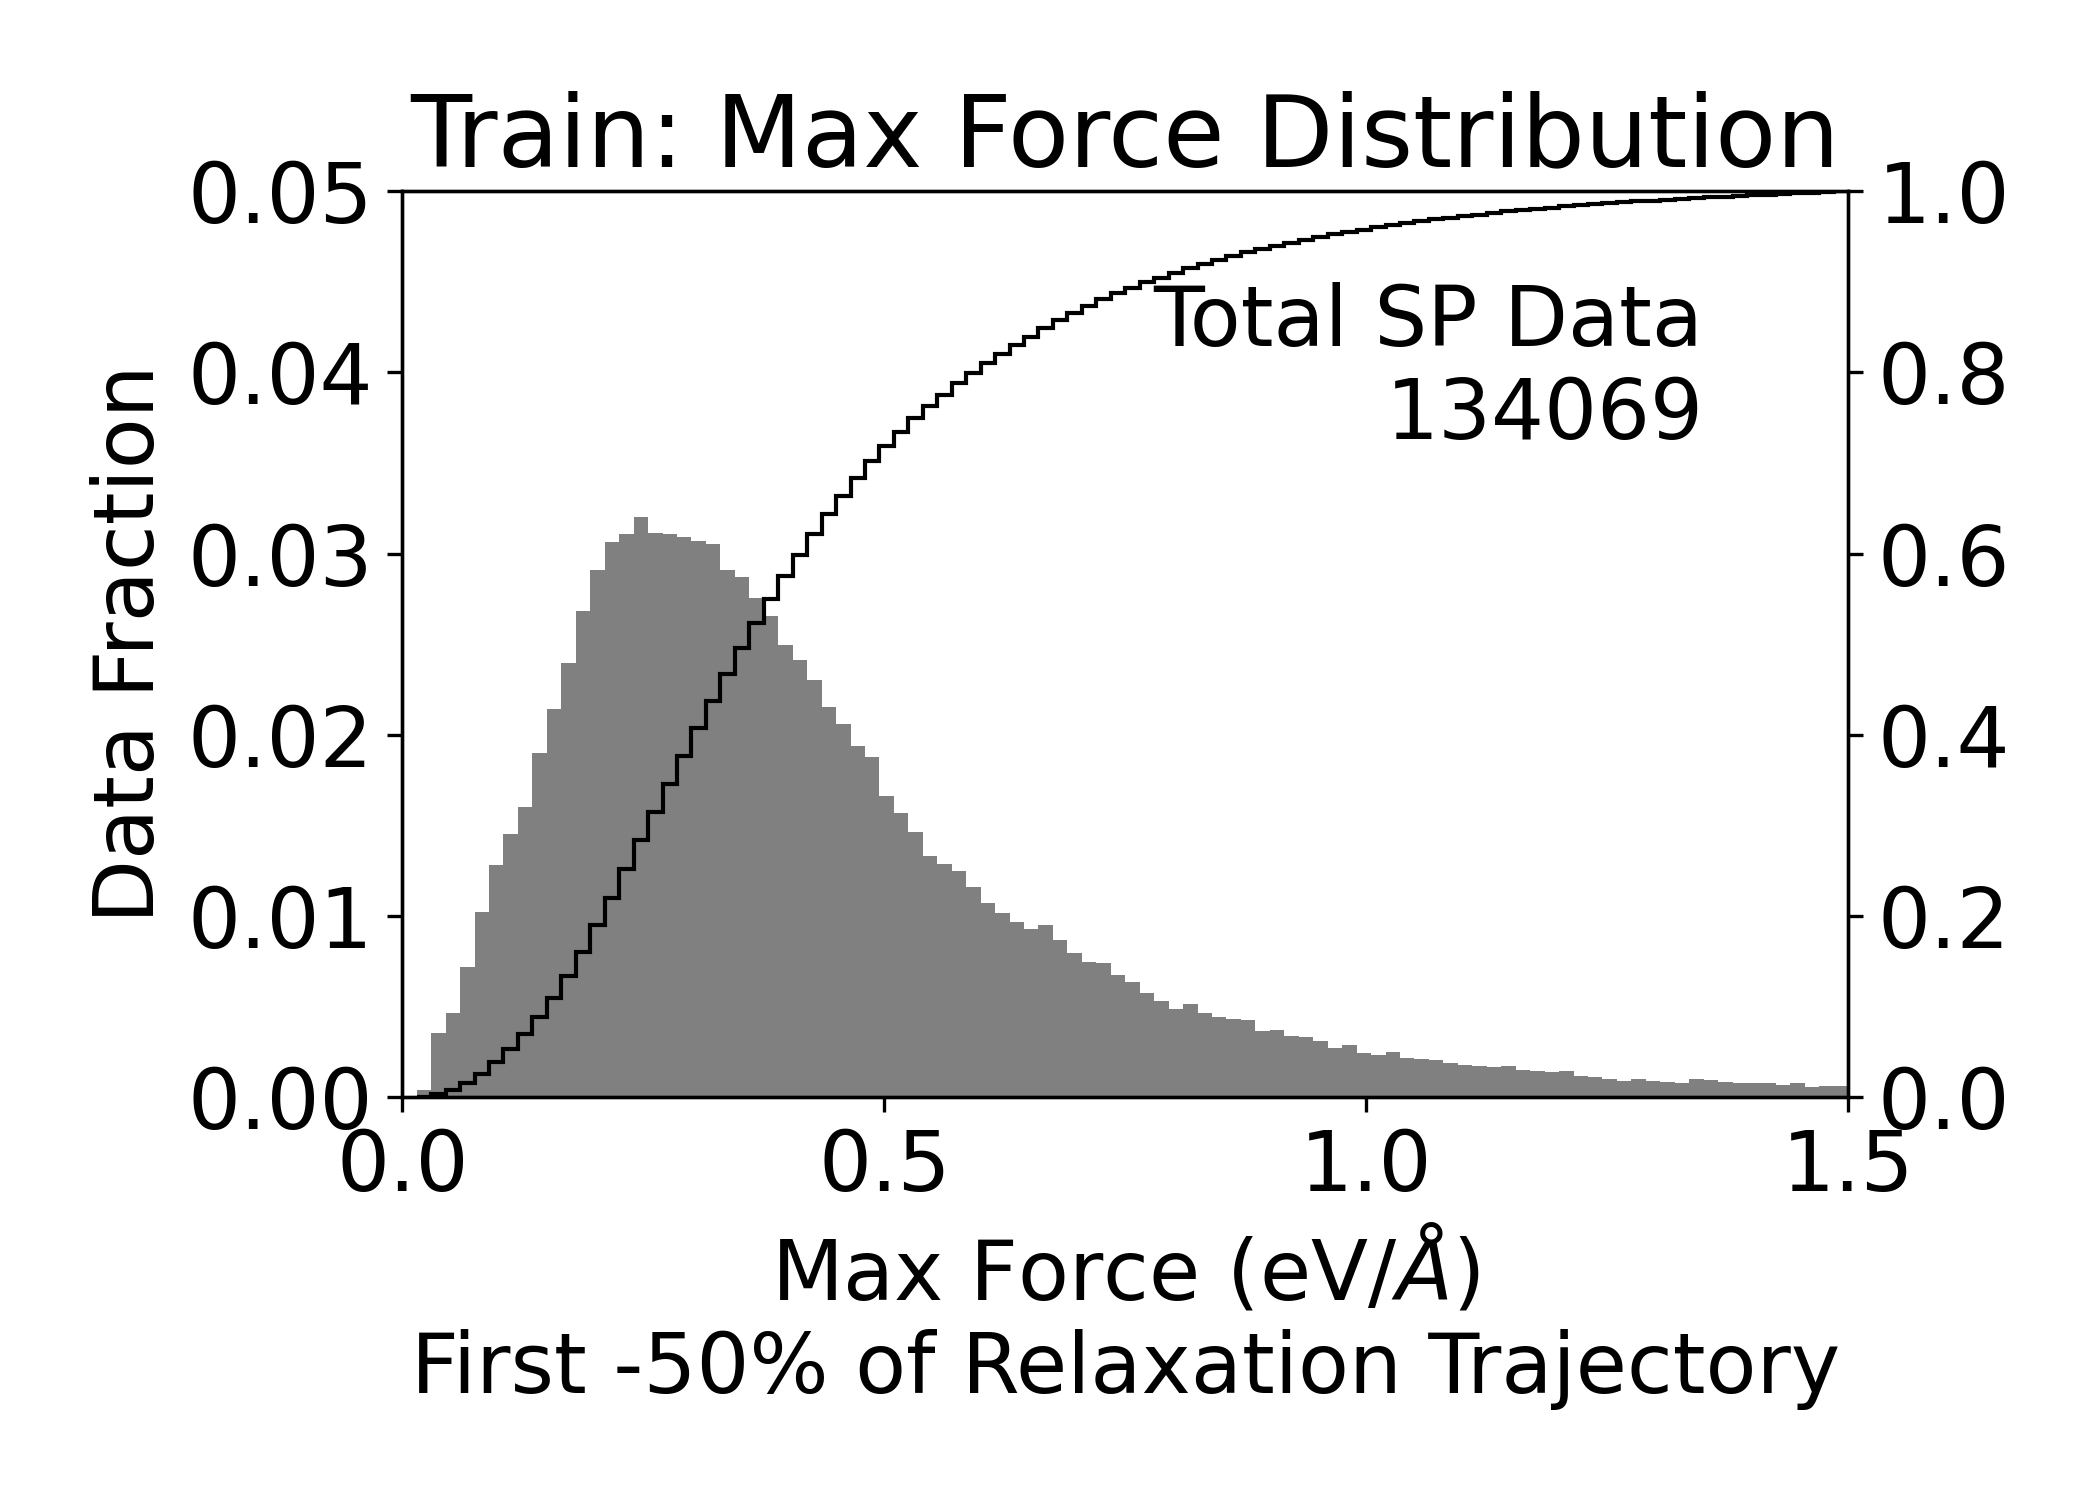 Train: Max Force Distribution
0.05
0.04
0.03
0.02
0.01
0.00
Data Fraction
1.0
0.8
0.6
0.4
0.2
0.0
Total SP Data
134069
0.0 0.5 1.0 1.5
Max Force (eV/Å)
First -50% of Relaxation Trajectory